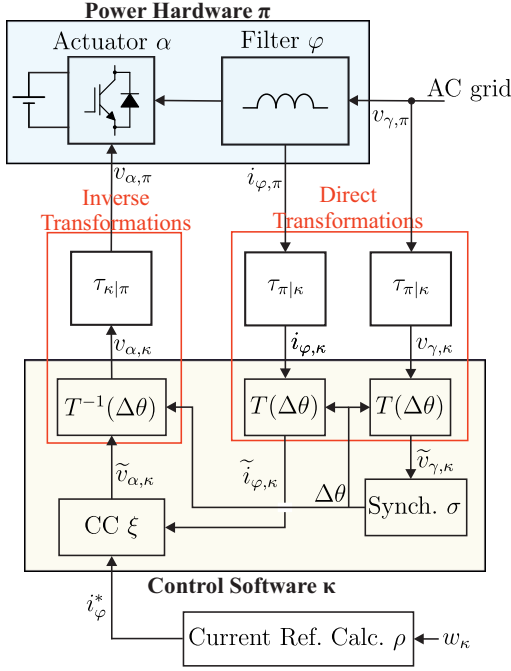 Power Hardware π
Actuator α
Filter φ
AC grid
v_{γ,π}
v_{α,π}
i_{φ,π}
Inverse
Transformations
Direct
Transformations
τ_{κ|π}
τ_{π|κ}
τ_{π|κ}
v_{α,κ}
i_{φ,κ}
v_{γ,κ}
T^{-1}(Δθ)
T(Δθ)
T(Δθ)
ṽ_{α,κ}
ĩ_{φ,κ}
ṽ_{γ,κ}
Δθ
Synch. σ
CC ξ
Control Software κ
i*_φ
Current Ref. Calc. ρ
w_κ